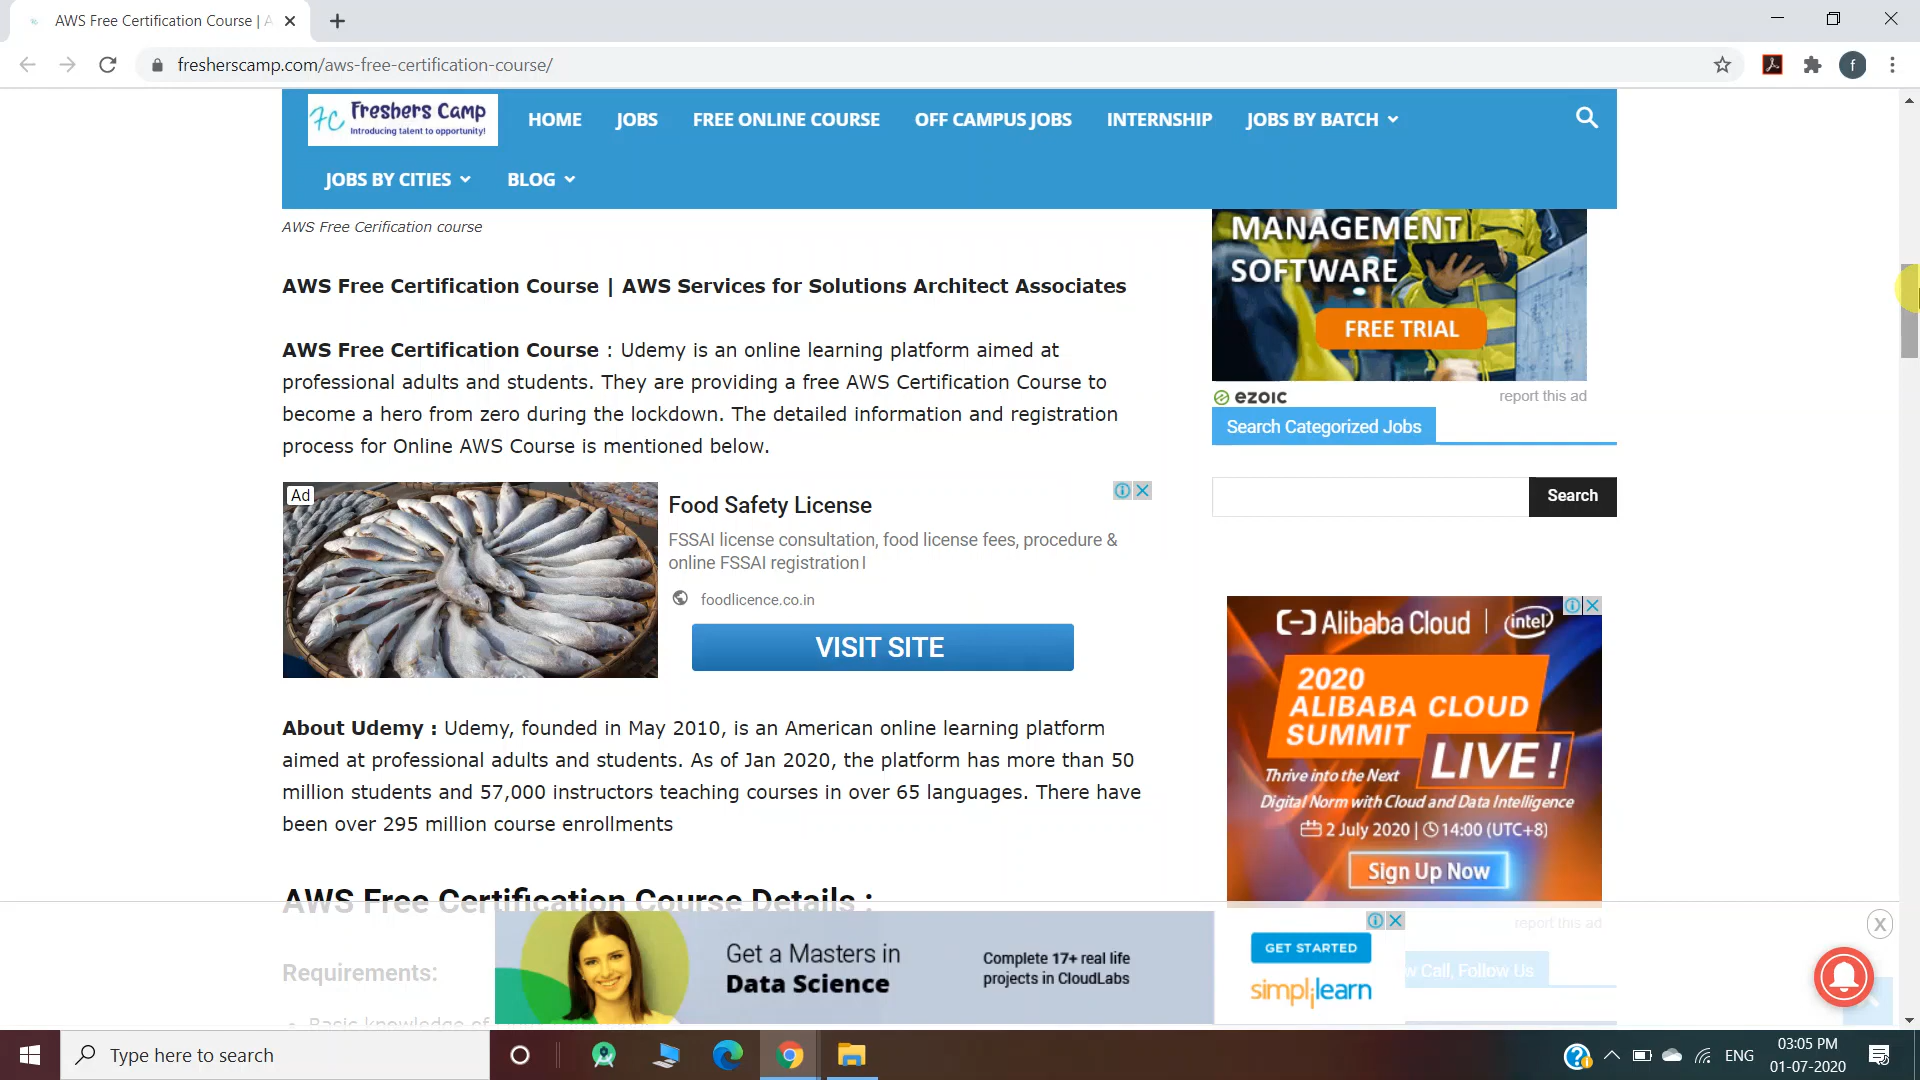 AWS Free Certification Course | A
fresherscamp.com/aws-free-certification-course/
f
FC Freshers Camp
Introducing talent to opportunity!
HOME
JOBS
FREE ONLINE COURSE
OFF CAMPUS JOBS
INTERNSHIP
JOBS BY BATCH
JOBS BY CITIES
BLOG
AWS Free Cerification course
AWS Free Certification Course | AWS Services for Solutions Architect Associates
AWS Free Certification Course : Udemy is an online learning platform aimed at
professional adults and students. They are providing a free AWS Certification Course to
become a hero from zero during the lockdown. The detailed information and registration
process for Online AWS Course is mentioned below.
Ad
Food Safety License
FSSAI license consultation, food license fees, procedure &
online FSSAI registration|
foodlicence.co.in
VISIT SITE
About Udemy : Udemy, founded in May 2010, is an American online learning platform
aimed at professional adults and students. As of Jan 2020, the platform has more than 50
million students and 57,000 instructors teaching courses in over 65 languages. There have
been over 295 million course enrollments
AWS Free Certification Course Details :
Requirements:
Basic knowledge of
MANAGEMENT
SOFTWARE
FREE TRIAL
ezoic
report this ad
Search Categorized Jobs
Search
Alibaba Cloud | intel
2020
ALIBABA CLOUD
SUMMIT
LIVE !
Thrive into the Next
Digital Norm with Cloud and Data Intelligence
2 July 2020 | 14:00 (UTC+8)
Sign Up Now
report this ad
w Call, Follow Us
Get a Masters in
Data Science
Complete 17+ real life
projects in CloudLabs
GET STARTED
simplilearn
X
Type here to search
ENG
03:05 PM
01-07-2020